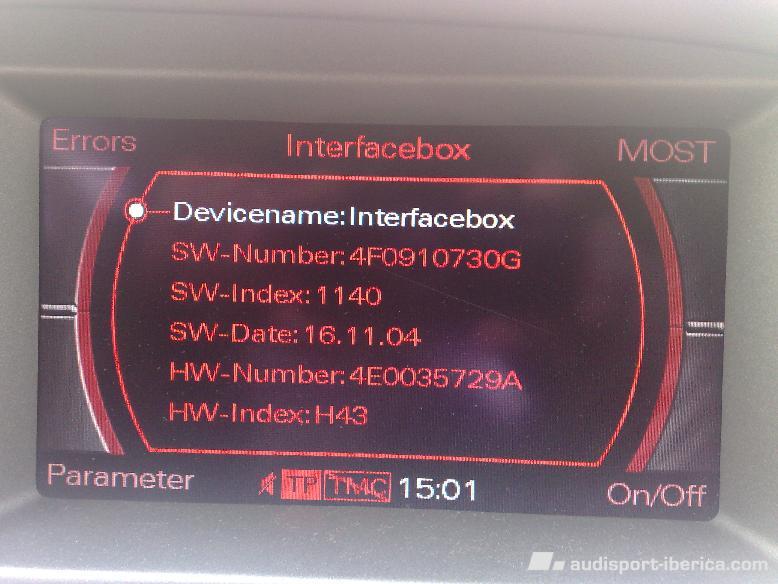 Errors Interfacebox MOST
Devicename:Interfacebox
SW-Number:4F0910730G
SW-Index:1140
SW-Date:16.11.04
HW-Number:4E0035729A
HW-Index:H43
Parameter TP TMC 15:01 On/Off
audisport-iberica.com